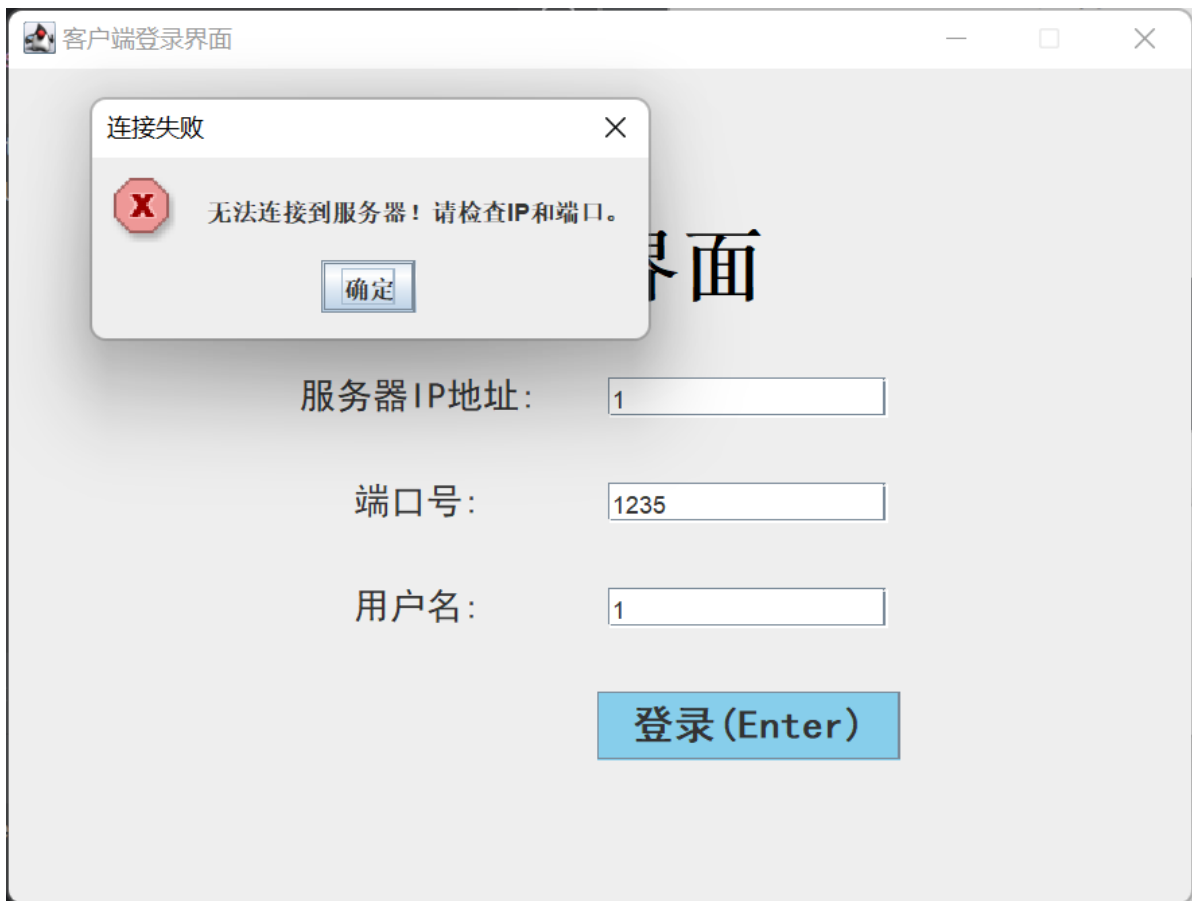 客户端登录界面
连接失败
无法连接到服务器！请检查IP和端口。
确定
界面
服务器IP地址:
1
端口号:
1235
用户名:
1
登录(Enter)